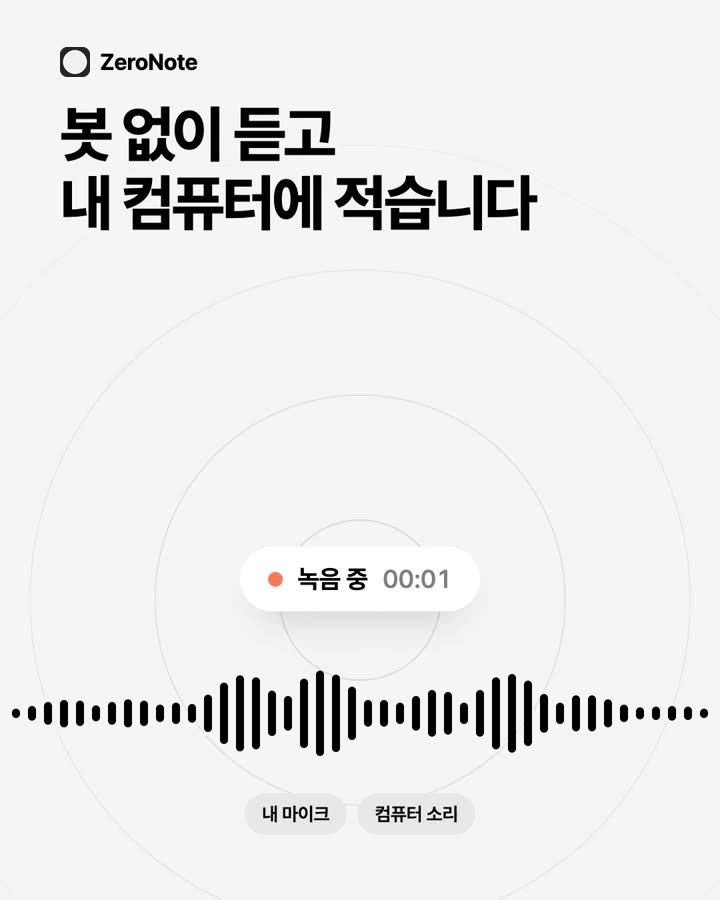 ZeroNote
봇 없이 듣고
내 컴퓨터에 적습니다
녹음 중 00:01
내 마이크 컴퓨터 소리